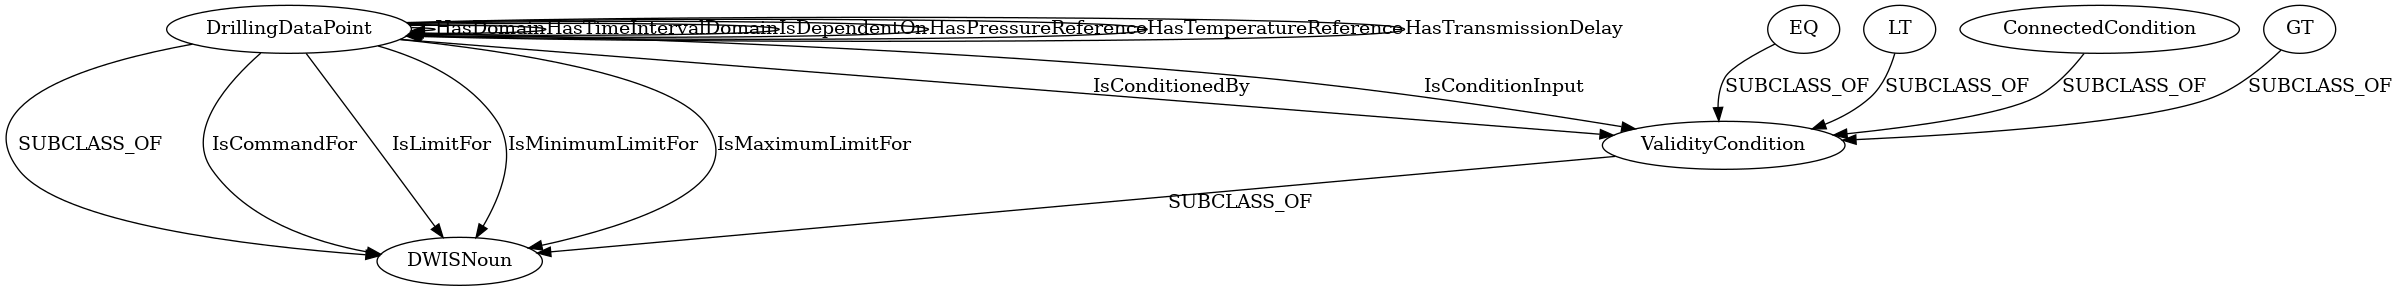 DrillingDataPoint
HasDomain
HasTimeIntervalDomain
IsDependentOn
HasPressureReference
HasTemperatureReference
HasTransmissionDelay
EQ
LT
ConnectedCondition
GT
IsConditionedBy
IsConditionInput
SUBCLASS_OF
SUBCLASS_OF
SUBCLASS_OF
SUBCLASS_OF
SUBCLASS_OF
IsCommandFor
IsLimitFor
IsMinimumLimitFor
IsMaximumLimitFor
ValidityCondition
SUBCLASS_OF
DWISNoun